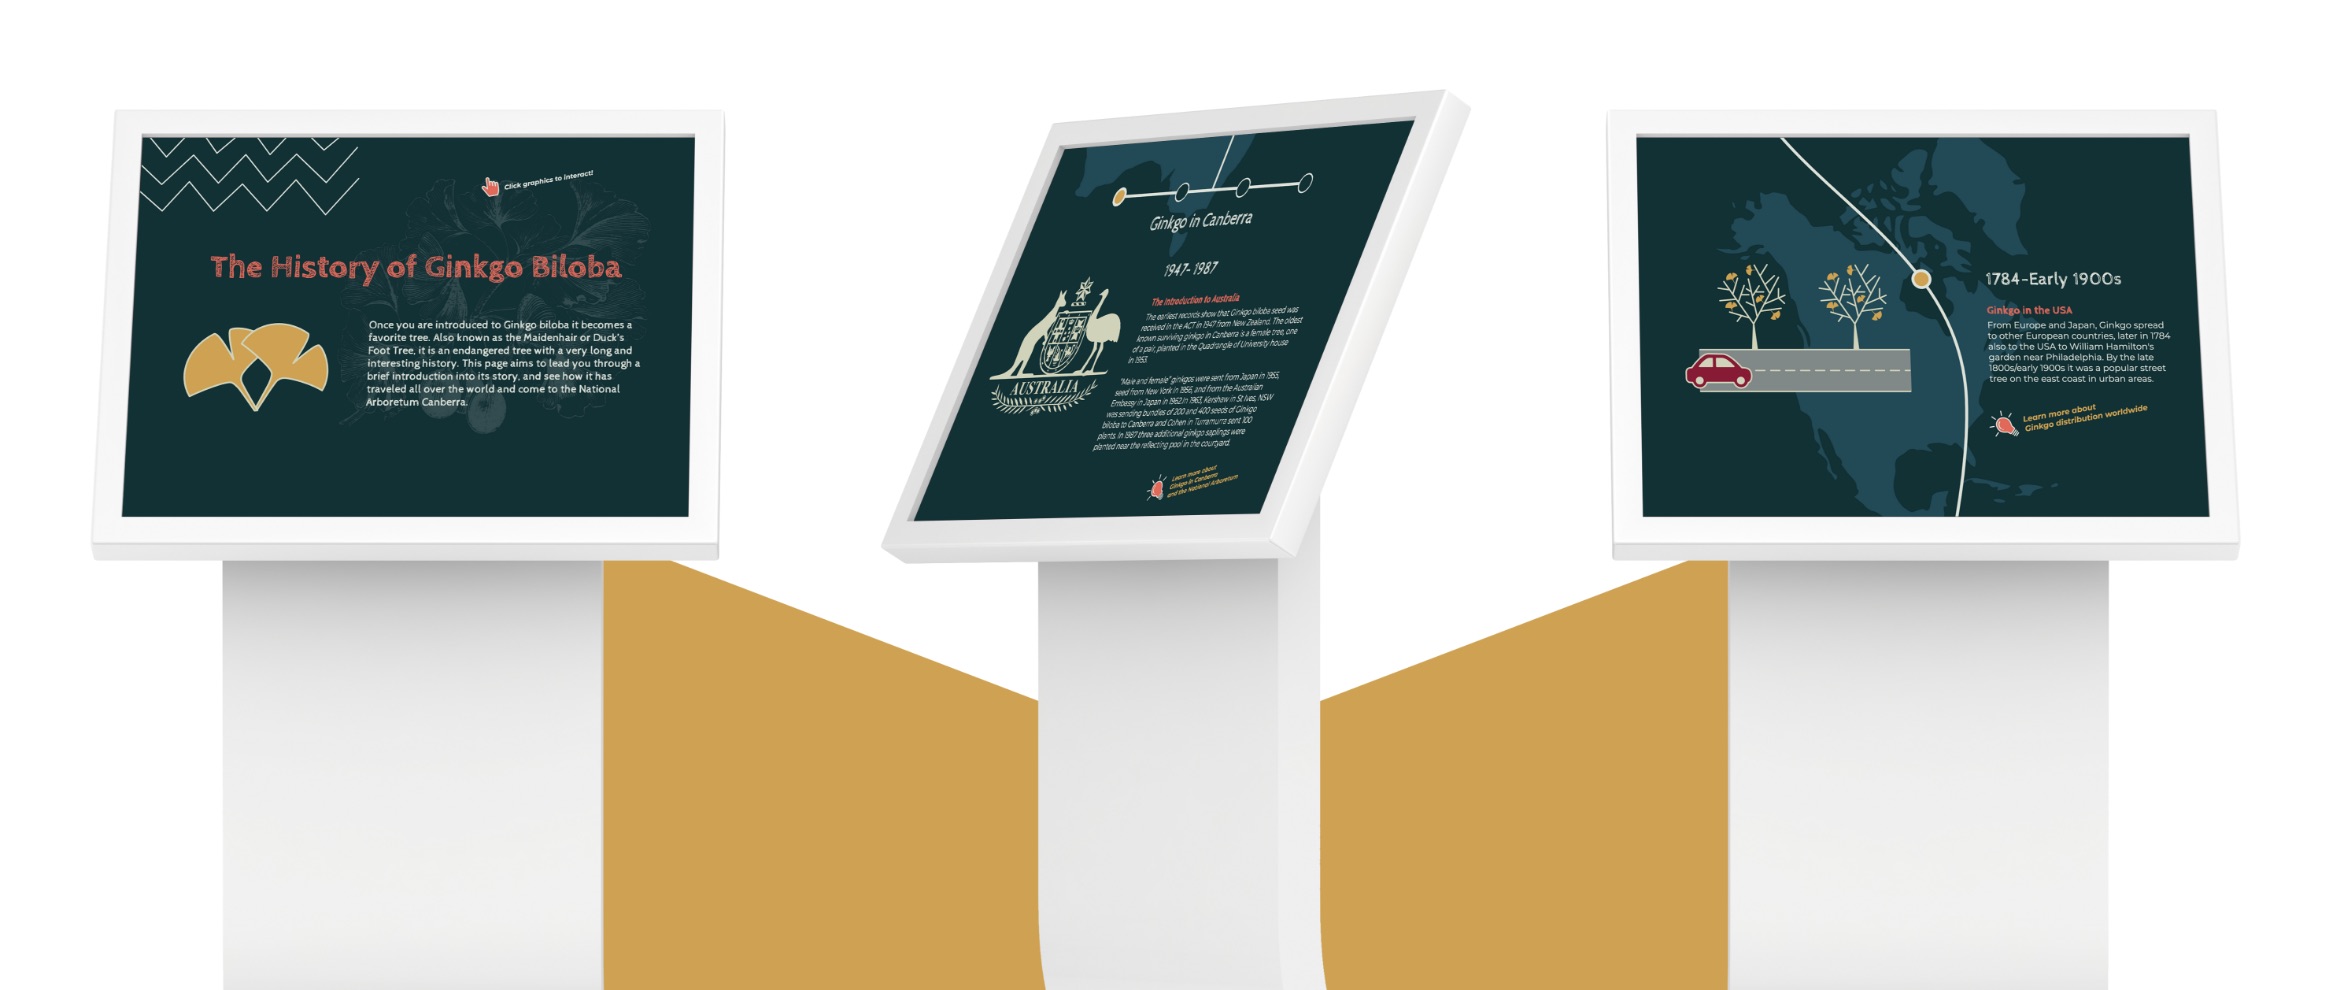 Click graphics to interact!
The History of Ginkgo Biloba
Once you are introduced to Ginkgo biloba it becomes a
favorite tree. Also known as the Maidenhair or Duck's
Foot Tree, it is an endangered tree with a very long and
interesting history. This page aims to lead you through a
brief introduction into its story, and see how it has
traveled all over the world and come to the National
Arboretum Canberra.
Ginkgo in Canberra
1947-1987
The Introduction to Australia
The earliest records show that Ginkgo biloba seed was
received in the ACT in 1947 from New Zealand. The oldest
known surviving ginkgo in Canberra is a female tree, one
of a pair, planted in the Quadrangle of University house
in 1953.
"Male and female" ginkgos were sent from Japan in 1955,
seed from New York in 1956, and from the Australian
Embassy in Japan in 1962.In 1963, Kershaw in St Ives, NSW
was sending bundles of 200 and 400 seeds of Ginkgo
biloba to Canberra and Cohen in Turramurra sent 100
plants. In 1987 three additional ginkgo saplings were
planted near the reflecting pool in the courtyard.
AUSTRALIA
Learn more about
Ginkgo in Canberra
and the National Arboretum
1784-Early 1900s
Ginkgo in the USA
From Europe and Japan, Ginkgo spread
to other European countries, later in 1784
also to the USA to William Hamilton's
garden near Philadelphia. By the late
1800s/early 1900s it was a popular street
tree on the east coast in urban areas.
Learn more about
Ginkgo distribution worldwide